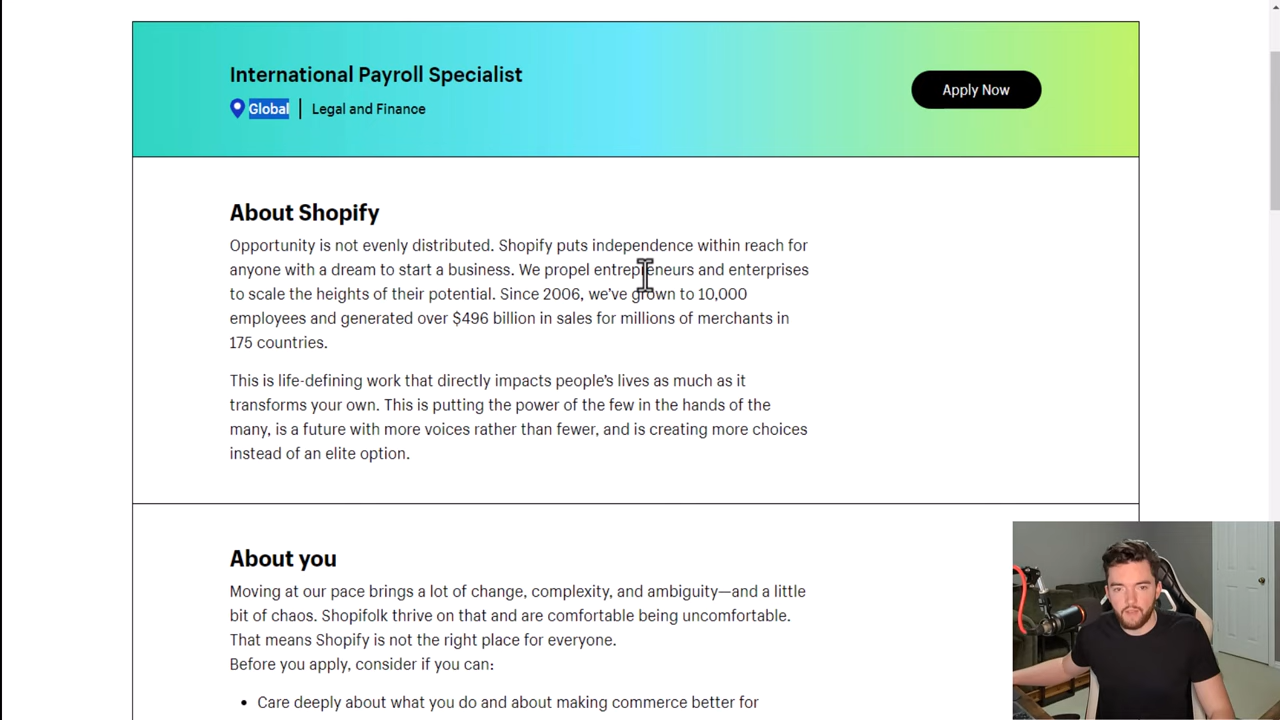 International Payroll Specialist
Global | Legal and Finance
Apply Now
About Shopify
Opportunity is not evenly distributed. Shopify puts independence within reach for
anyone with a dream to start a business. We propel entrepreneurs and enterprises
to scale the heights of their potential. Since 2006, we've grown to 10,000
employees and generated over $496 billion in sales for millions of merchants in
175 countries.
This is life-defining work that directly impacts people's lives as much as it
transforms your own. This is putting the power of the few in the hands of the
many, is a future with more voices rather than fewer, and is creating more choices
instead of an elite option.
About you
Moving at our pace brings a lot of change, complexity, and ambiguity—and a little
bit of chaos. Shopifolk thrive on that and are comfortable being uncomfortable.
That means Shopify is not the right place for everyone.
Before you apply, consider if you can:
• Care deeply about what you do and about making commerce better for